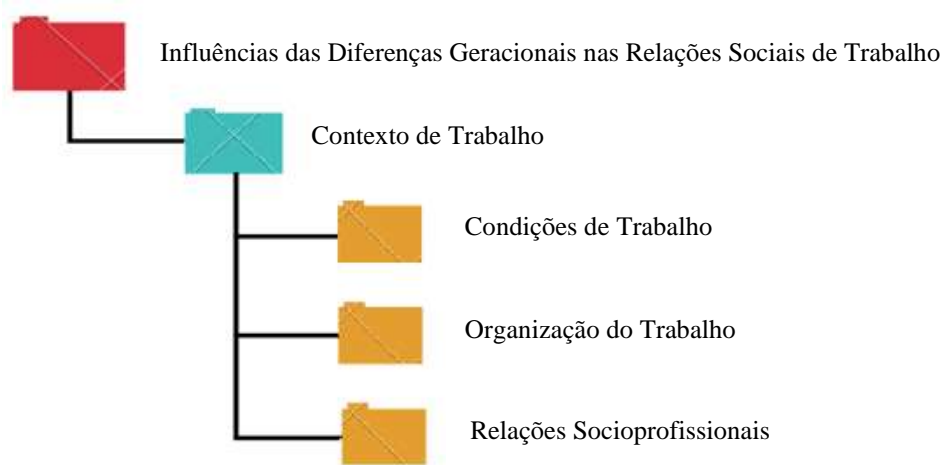 Influências das Diferenças Geracionais nas Relações Sociais de Trabalho
Contexto de Trabalho
Condições de Trabalho
Organização do Trabalho
Relações Socioprofissionais